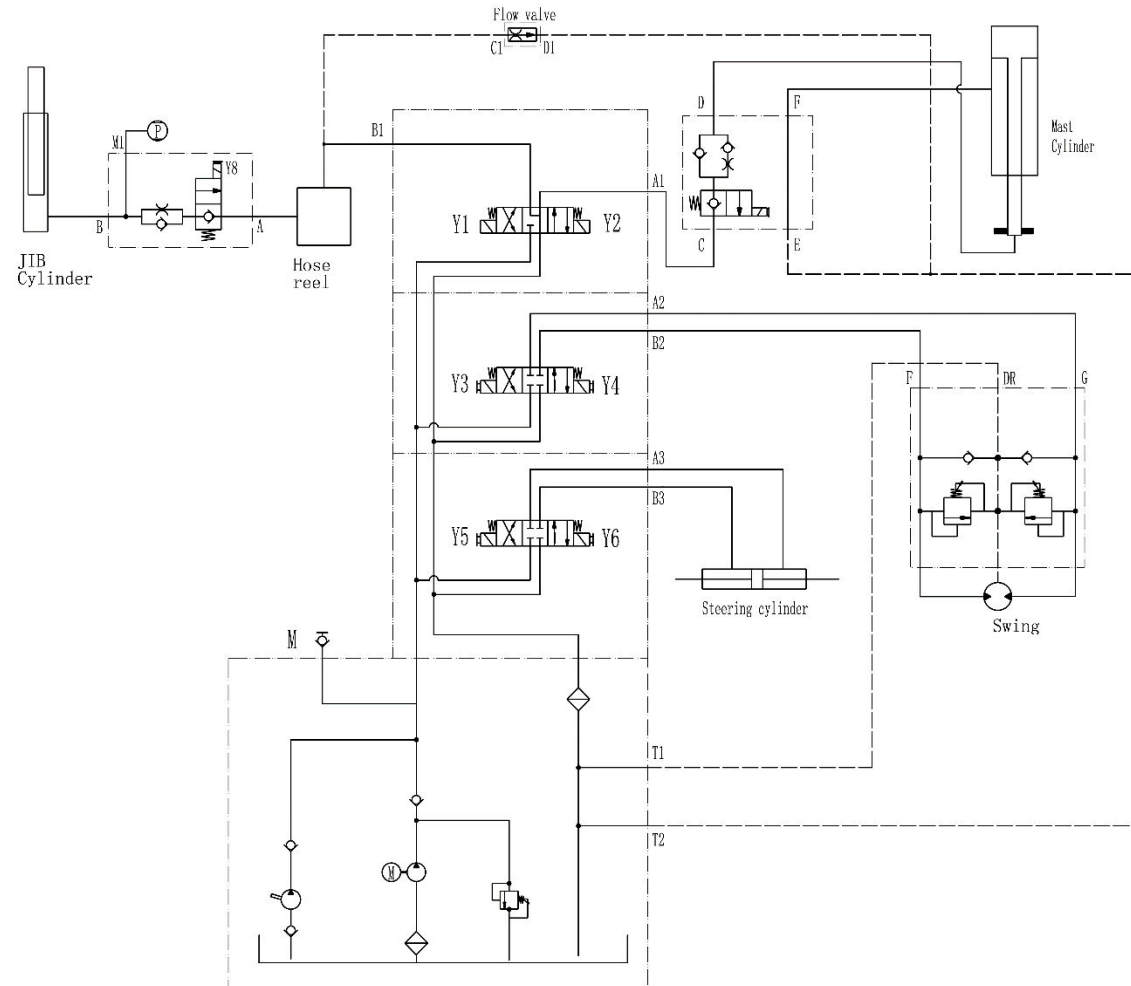 Flow valve
C1 D1
D F
B1
M1 P
Y8
Mast
Cylinder
A1
Y1 Y2
B A
C E
JIB
Cylinder
Hose
reel
A2
B2
Y3 Y4
F DR G
A3
B3
Y5 Y6
Steering cylinder
Swing
M
T1
T2
M